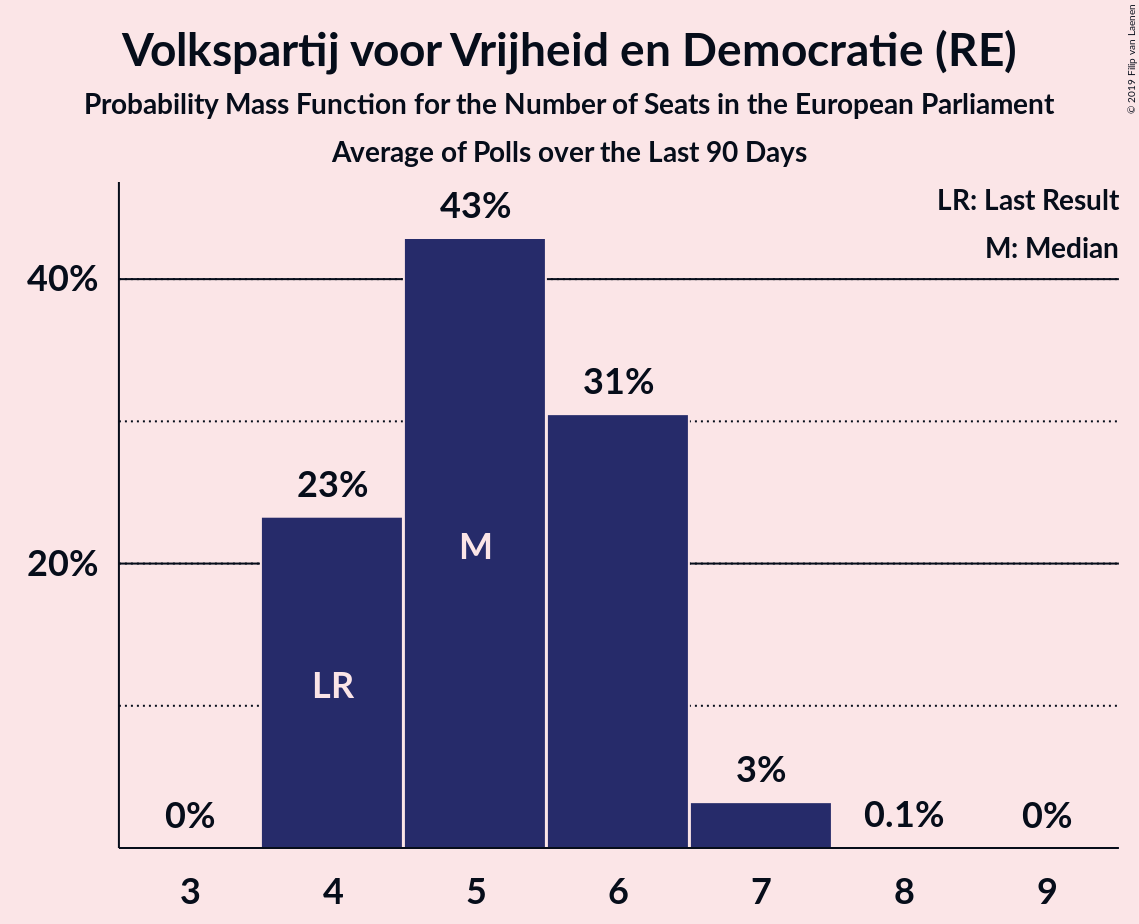 Volkspartij voor Vrijheid en Democratie (RE)
Probability Mass Function for the Number of Seats in the European Parliament
Average of Polls over the Last 90 Days
© 2019 Filip van Laenen
LR: Last Result
M: Median
43%
40%
31%
23%
20%
M
LR
3%
0%
0.1%
0%
3 4 5 6 7 8 9